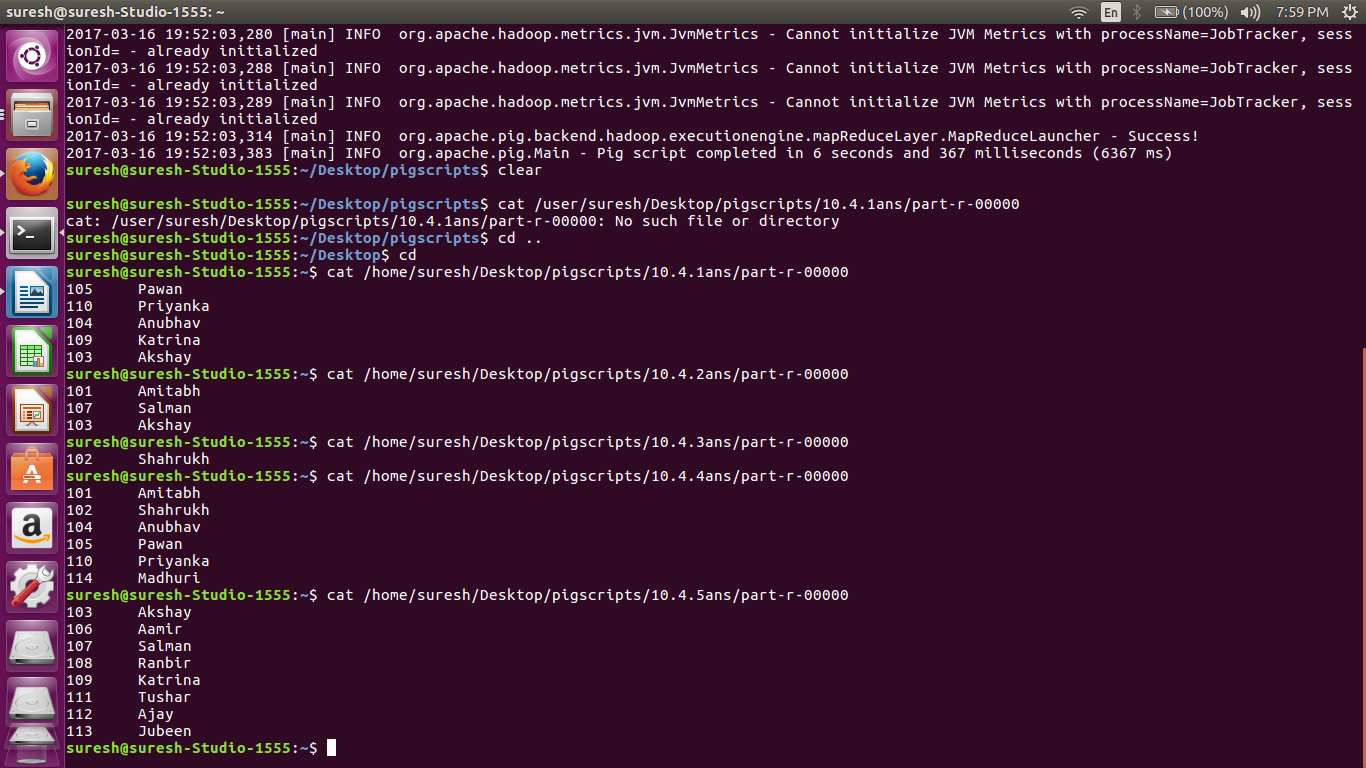 suresh@suresh-Studio-1555: ~
En
(100%)
7:59 PM
2017-03-16 19:52:03,280 [main] INFO  org.apache.hadoop.metrics.jvm.JvmMetrics - Cannot initialize JVM Metrics with processName=JobTracker, sess
ionId= - already initialized
2017-03-16 19:52:03,288 [main] INFO  org.apache.hadoop.metrics.jvm.JvmMetrics - Cannot initialize JVM Metrics with processName=JobTracker, sess
ionId= - already initialized
2017-03-16 19:52:03,289 [main] INFO  org.apache.hadoop.metrics.jvm.JvmMetrics - Cannot initialize JVM Metrics with processName=JobTracker, sess
ionId= - already initialized
2017-03-16 19:52:03,314 [main] INFO  org.apache.pig.backend.hadoop.executionengine.mapReduceLayer.MapReduceLauncher - Success!
2017-03-16 19:52:03,383 [main] INFO  org.apache.pig.Main - Pig script completed in 6 seconds and 367 milliseconds (6367 ms)
suresh@suresh-Studio-1555:~/Desktop/pigscripts$ clear
suresh@suresh-Studio-1555:~/Desktop/pigscripts$ cat /user/suresh/Desktop/pigscripts/10.4.1ans/part-r-00000
cat: /user/suresh/Desktop/pigscripts/10.4.1ans/part-r-00000: No such file or directory
suresh@suresh-Studio-1555:~/Desktop/pigscripts$ cd ..
suresh@suresh-Studio-1555:~/Desktop$ cd
suresh@suresh-Studio-1555:~$ cat /home/suresh/Desktop/pigscripts/10.4.1ans/part-r-00000
105     Pawan
110     Priyanka
104     Anubhav
109     Katrina
103     Akshay
suresh@suresh-Studio-1555:~$ cat /home/suresh/Desktop/pigscripts/10.4.2ans/part-r-00000
101     Amitabh
107     Salman
103     Akshay
suresh@suresh-Studio-1555:~$ cat /home/suresh/Desktop/pigscripts/10.4.3ans/part-r-00000
102     Shahrukh
suresh@suresh-Studio-1555:~$ cat /home/suresh/Desktop/pigscripts/10.4.4ans/part-r-00000
101     Amitabh
102     Shahrukh
104     Anubhav
105     Pawan
110     Priyanka
114     Madhuri
suresh@suresh-Studio-1555:~$ cat /home/suresh/Desktop/pigscripts/10.4.5ans/part-r-00000
103     Akshay
106     Aamir
107     Salman
108     Ranbir
109     Katrina
111     Tushar
112     Ajay
113     Jubeen
suresh@suresh-Studio-1555:~$